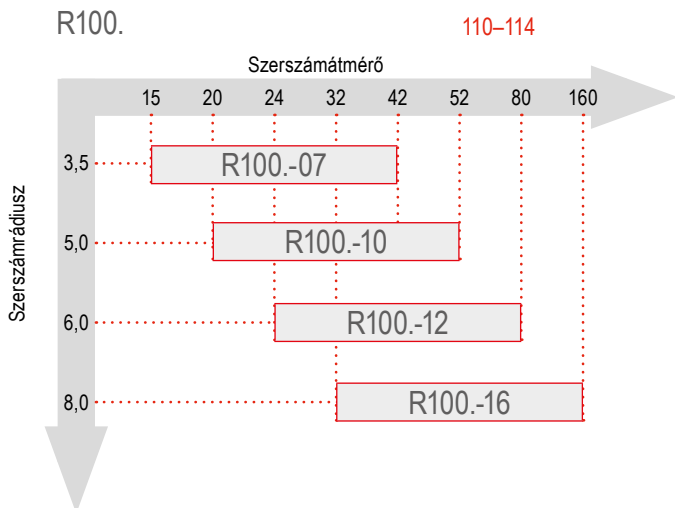 R100. 110–114
Szerszámátmérő
15 20 24 32 42 52 80 160
Szerszámrádiusz
3,5 R100.-07
5,0 R100.-10
6,0 R100.-12
8,0 R100.-16